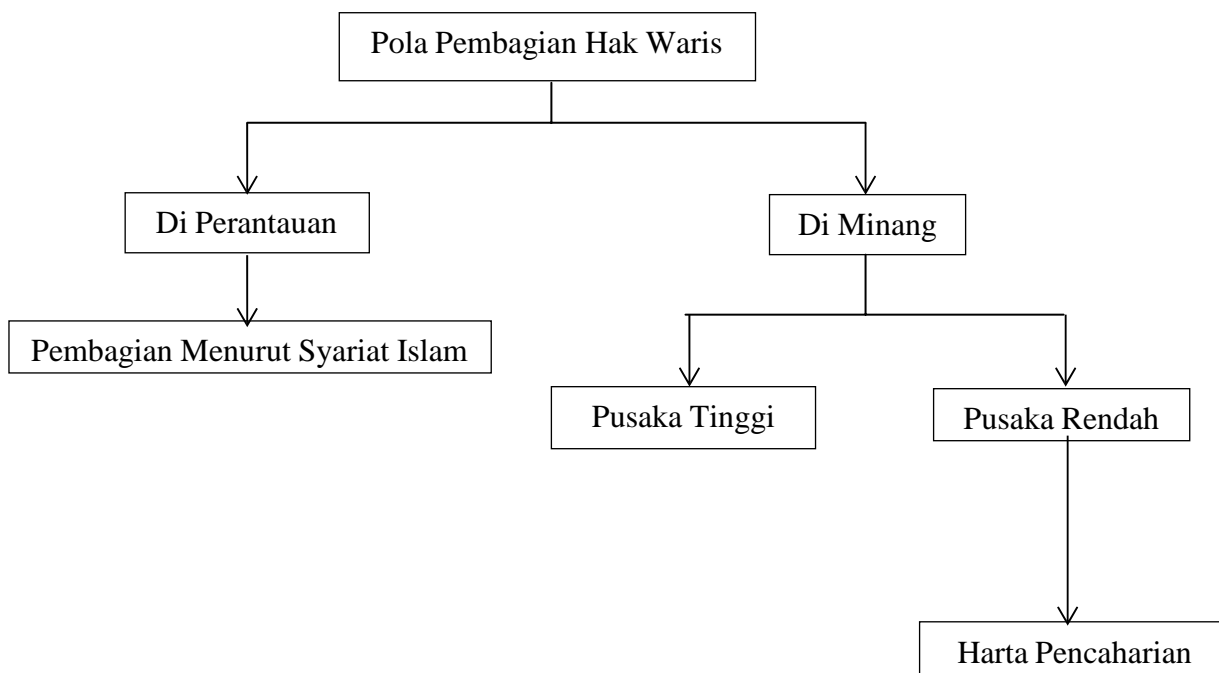 Pola Pembagian Hak Waris
Di Perantauan
Di Minang
Pembagian Menurut Syariat Islam
Pusaka Tinggi
Pusaka Rendah
Harta Pencaharian